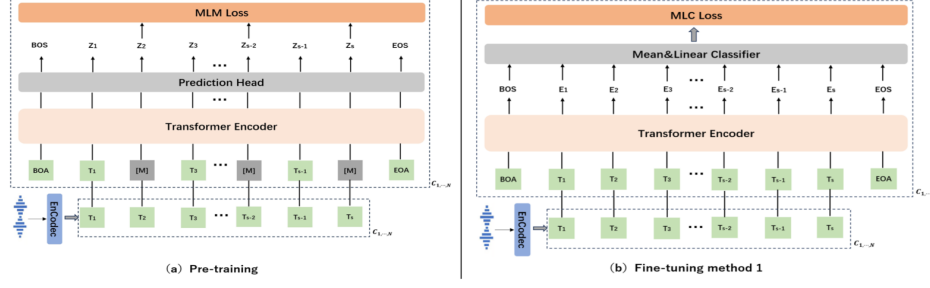 MLM Loss
BOS Z1 Z2 Z3 ... Zs-2 Zs-1 Zs EOS
Prediction Head
...
Transformer Encoder
BOA T1 [M] T3 ... [M] Ts-1 [M] EOA
C1,...,N
EnCodec T1 T2 T3 ... Ts-2 Ts-1 Ts
C1,...,N
(a) Pre-training
MLC Loss
Mean&Linear Classifier
...
BOS E1 E2 E3 Es-2 Es-1 Es EOS
Transformer Encoder
BOA T1 T2 T3 ... Ts-2 Ts-1 Ts EOA
C1,...,N
EnCodec T1 T2 T3 ... Ts-2 Ts-1 Ts
C1,...,N
(b) Fine-tuning method 1